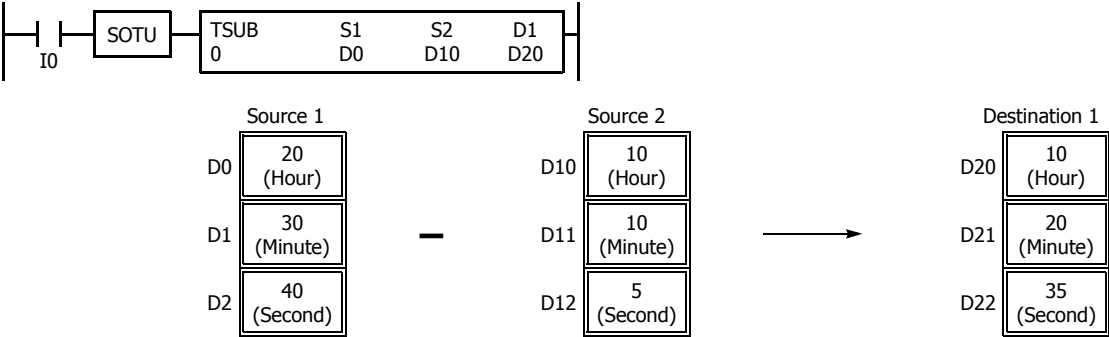 SOTU TSUB S1 S2 D1
I0 0 D0 D10 D20
Source 1 Source 2 Destination 1
D0 20 (Hour) D10 10 (Hour) D20 10 (Hour)
D1 30 (Minute) – D11 10 (Minute) D21 20 (Minute)
D2 40 (Second) D12 5 (Second) D22 35 (Second)